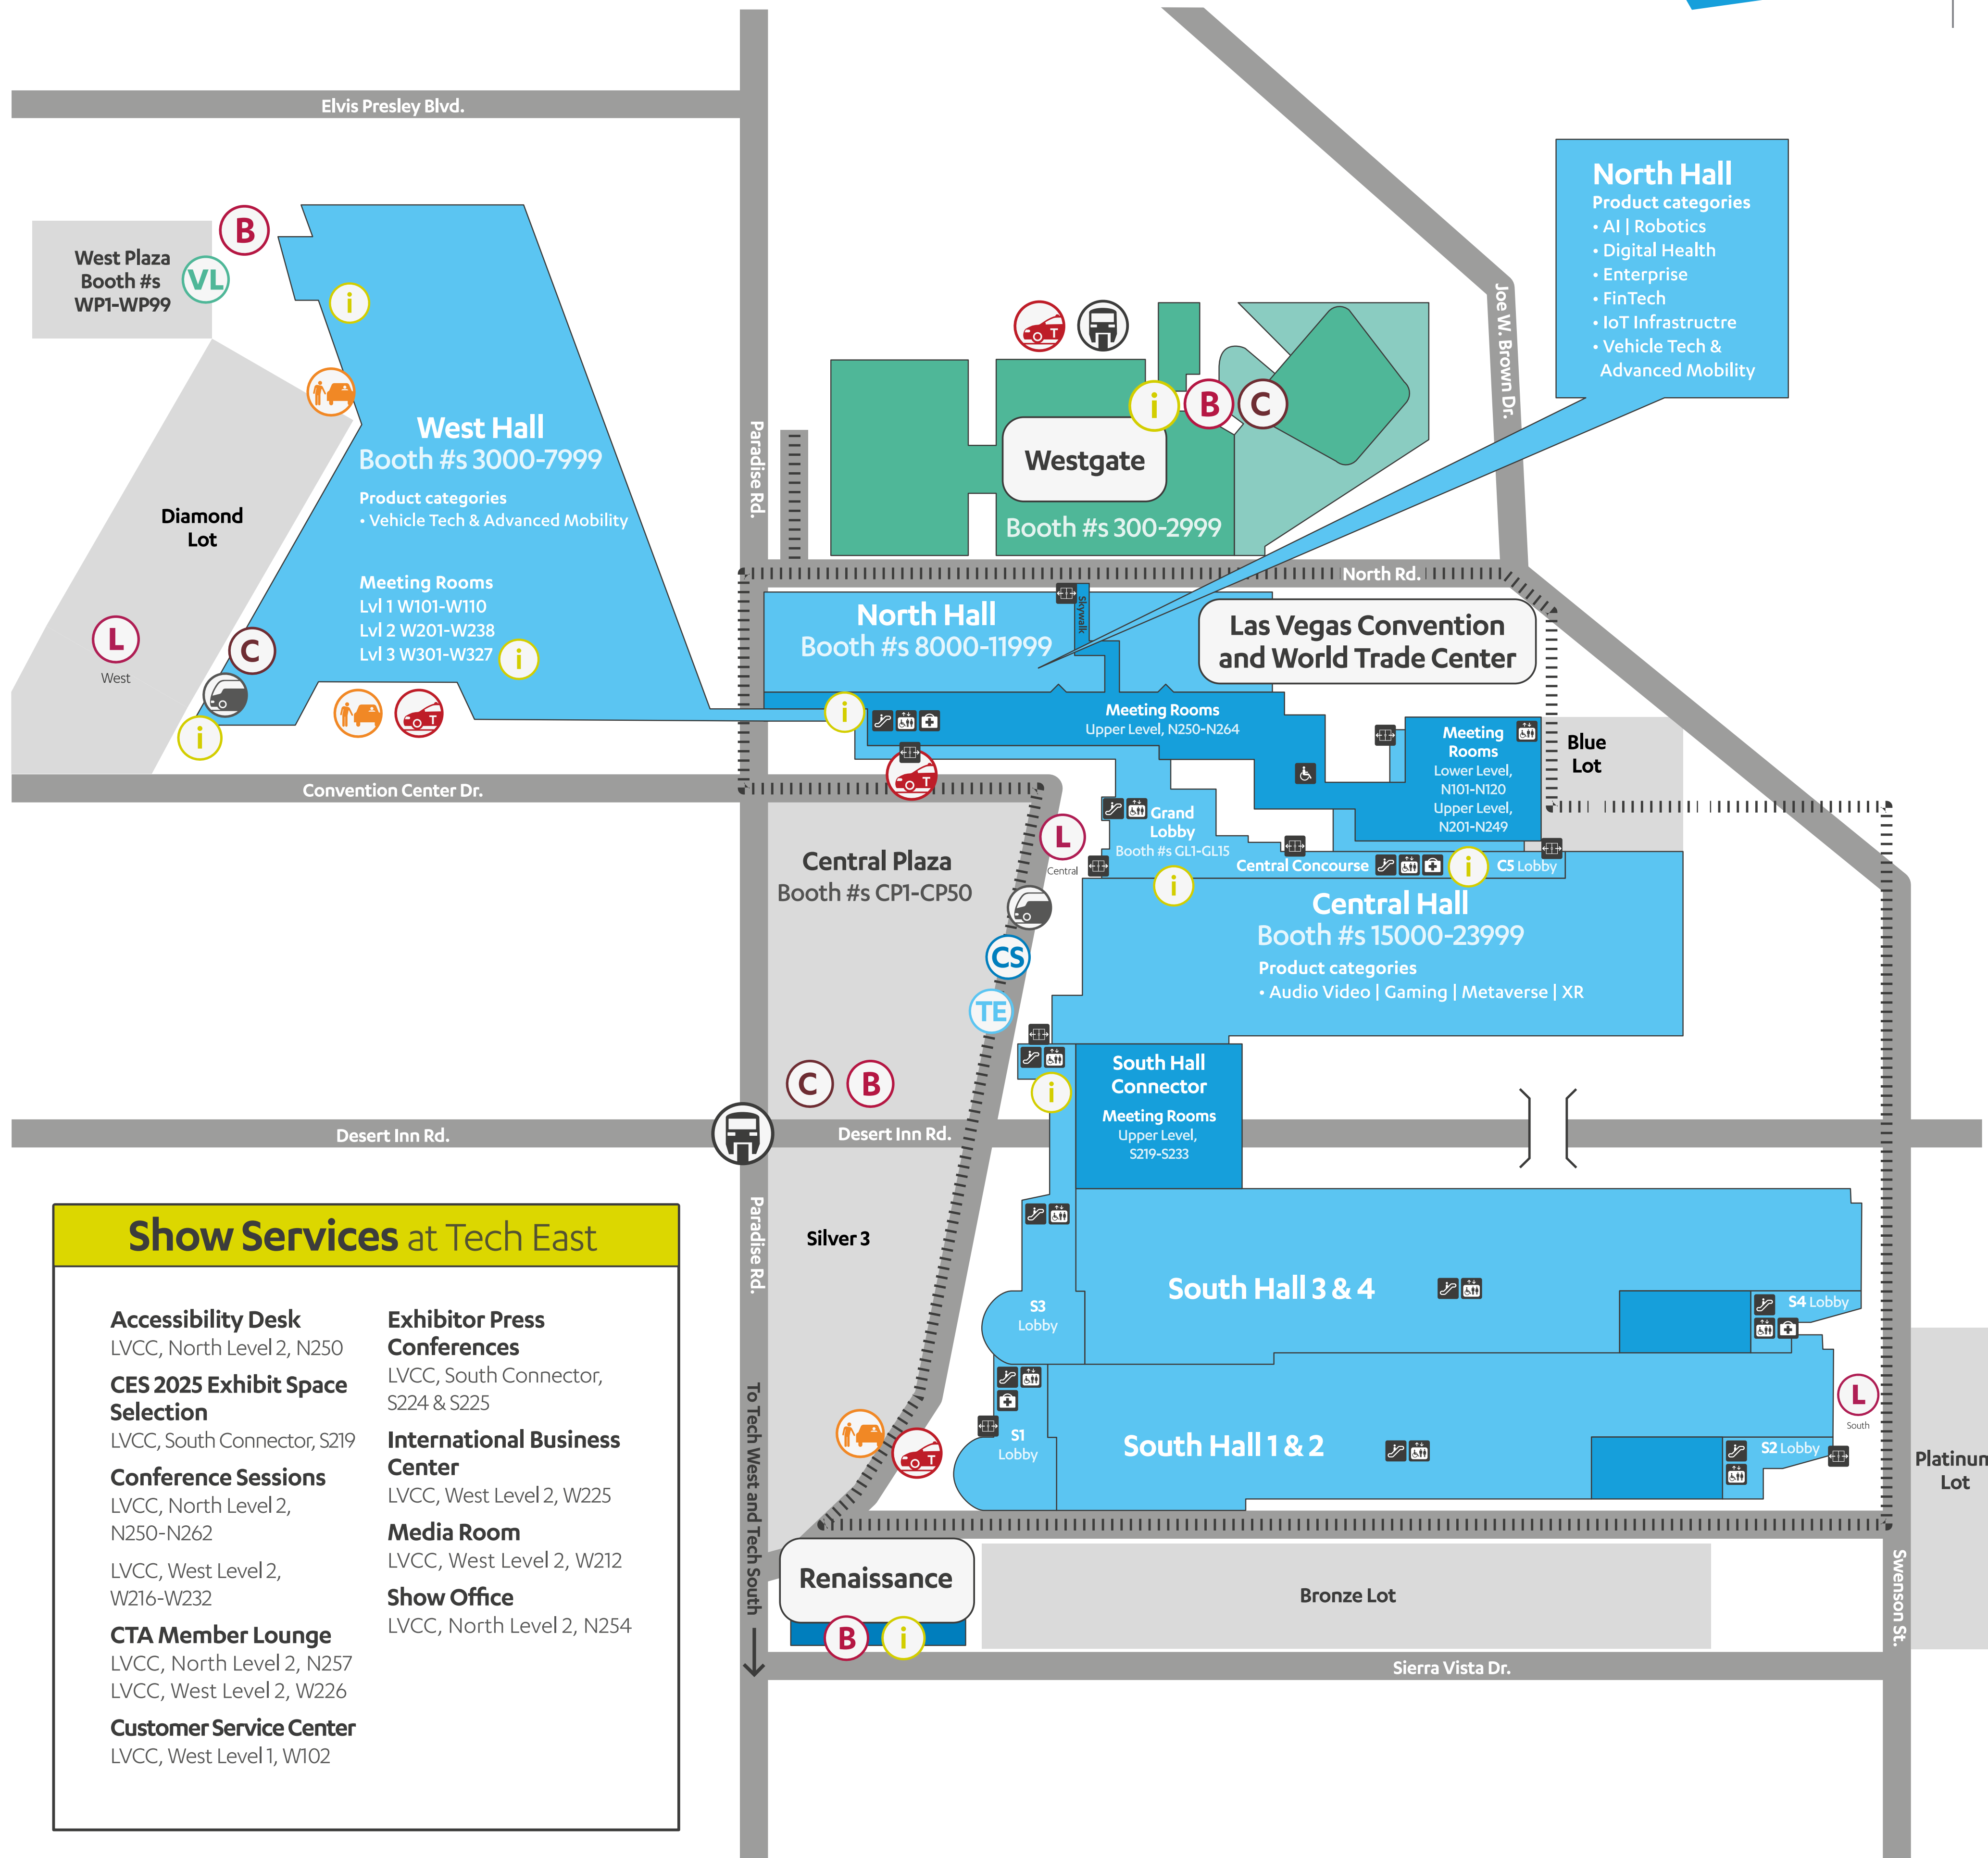 Elvis Presley Blvd.
North Hall
Product categories
• AI | Robotics
• Digital Health
• Enterprise
• FinTech
• IoT Infrastructre
• Vehicle Tech &
Advanced Mobility
Joe W. Brown Dr.
B
West Plaza
Booth #s
WP1-WP99
VL
i
T
i
B
C
West Hall
Booth #s 3000-7999
Product categories
• Vehicle Tech & Advanced Mobility
Paradise Rd.
Westgate
Booth #s 300-2999
Diamond
Lot
Meeting Rooms
Lvl 1 W101-W110
Lvl 2 W201-W238
Lvl 3 W301-W327
i
L
West
C
i
T
North Rd.
North Hall
Booth #s 8000-11999
Skywalk
Las Vegas Convention
and World Trade Center
i
Meeting Rooms
Upper Level, N250-N264
Meeting
Rooms
Lower Level,
N101-N120
Upper Level,
N201-N249
Blue
Lot
T
Convention Center Dr.
Grand
Lobby
Booth #s GL1-GL15
L
Central
Central Concourse
i
C5 Lobby
i
Central Plaza
Booth #s CP1-CP50
Central Hall
Booth #s 15000-23999
Product categories
• Audio Video | Gaming | Metaverse | XR
CS
TE
C
B
i
South Hall
Connector
Meeting Rooms
Upper Level,
S219-S233
Desert Inn Rd.
Desert Inn Rd.
Paradise Rd.
Silver 3
South Hall 3 & 4
S3
Lobby
S4 Lobby
To Tech West and Tech South
T
S1
Lobby
South Hall 1 & 2
S2 Lobby
L
South
Platinum
Lot
Renaissance
B
i
Bronze Lot
Swenson St.
Sierra Vista Dr.
Show Services at Tech East
Accessibility Desk
LVCC, North Level 2, N250
CES 2025 Exhibit Space
Selection
LVCC, South Connector, S219
Conference Sessions
LVCC, North Level 2,
N250-N262
LVCC, West Level 2,
W216-W232
CTA Member Lounge
LVCC, North Level 2, N257
LVCC, West Level 2, W226
Customer Service Center
LVCC, West Level 1, W102
Exhibitor Press
Conferences
LVCC, South Connector,
S224 & S225
International Business
Center
LVCC, West Level 2, W225
Media Room
LVCC, West Level 2, W212
Show Office
LVCC, North Level 2, N254